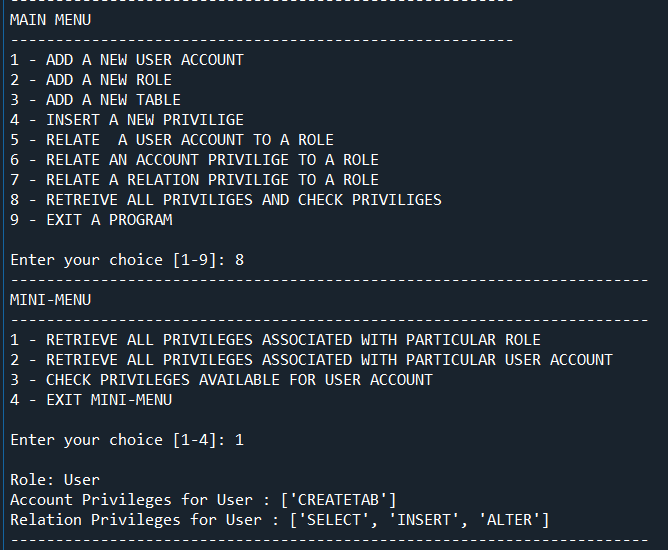 --------------------------------------------------------
MAIN MENU
--------------------------------------------------------
1 - ADD A NEW USER ACCOUNT
2 - ADD A NEW ROLE
3 - ADD A NEW TABLE
4 - INSERT A NEW PRIVILIGE
5 - RELATE  A USER ACCOUNT TO A ROLE
6 - RELATE AN ACCOUNT PRIVILIGE TO A ROLE
7 - RELATE A RELATION PRIVILIGE TO A ROLE
8 - RETREIVE ALL PRIVILIGES AND CHECK PRIVILIGES
9 - EXIT A PROGRAM
Enter your choice [1-9]: 8
-----------------------------------------------------------------------
MINI-MENU
-----------------------------------------------------------------------
1 - RETRIEVE ALL PRIVILEGES ASSOCIATED WITH PARTICULAR ROLE
2 - RETRIEVE ALL PRIVILEGES ASSOCIATED WITH PARTICULAR USER ACCOUNT
3 - CHECK PRIVILEGES AVAILABLE FOR USER ACCOUNT
4 - EXIT MINI-MENU
Enter your choice [1-4]: 1
Role: User
Account Privileges for User : ['CREATETAB']
Relation Privileges for User : ['SELECT', 'INSERT', 'ALTER']
-----------------------------------------------------------------------